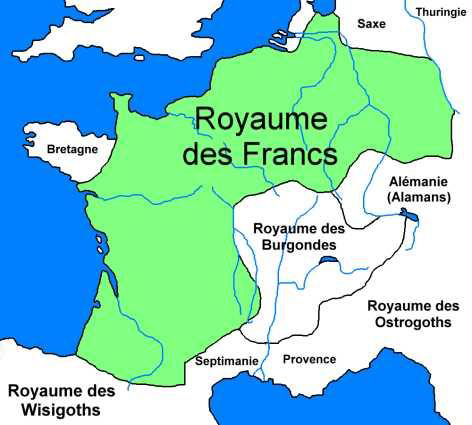 Saxe
Thuringie
Royaume
des Francs
Bretagne
Alémanie
(Alamans)
Royaume des
Burgondes
Royaume des
Ostrogoths
Septimanie
Provence
Royaume des
Wisigoths